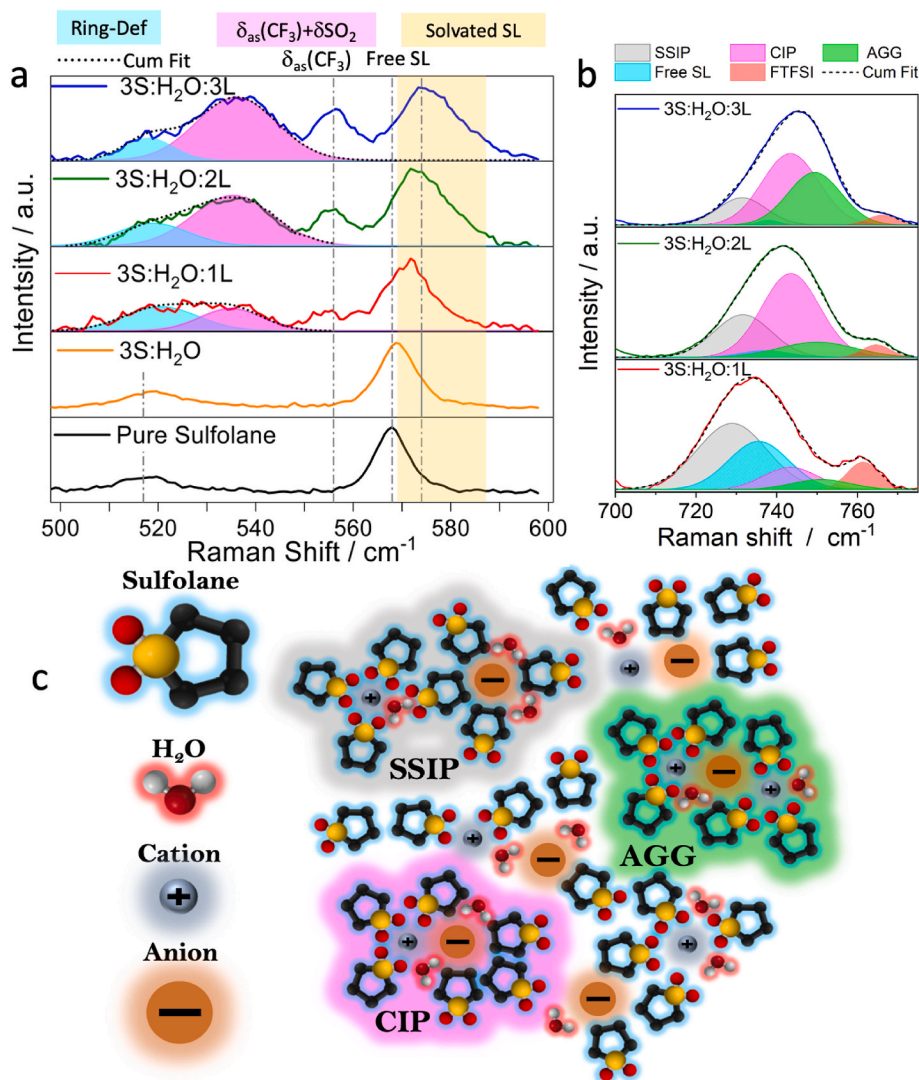 Ring-Def
δas(CF₃)+δSO₂
Solvated SL
Cum Fit
δas(CF₃)
Free SL
a
3S:H₂O:3L
3S:H₂O:2L
3S:H₂O:1L
3S:H₂O
Pure Sulfolane
Intentsity / a.u.
500 520 540 560 580 600
Raman Shift / cm⁻¹
b
SSIP
CIP
AGG
Free SL
FTFSI
Cum Fit
3S:H₂O:3L
3S:H₂O:2L
3S:H₂O:1L
Intensity / a.u.
700 720 740 760
Raman shift / cm⁻¹
c
Sulfolane
H₂O
Cation
+
Anion
−
+
−
SSIP
+
−
+
−
+
AGG
+
−
+
−
CIP
+
−